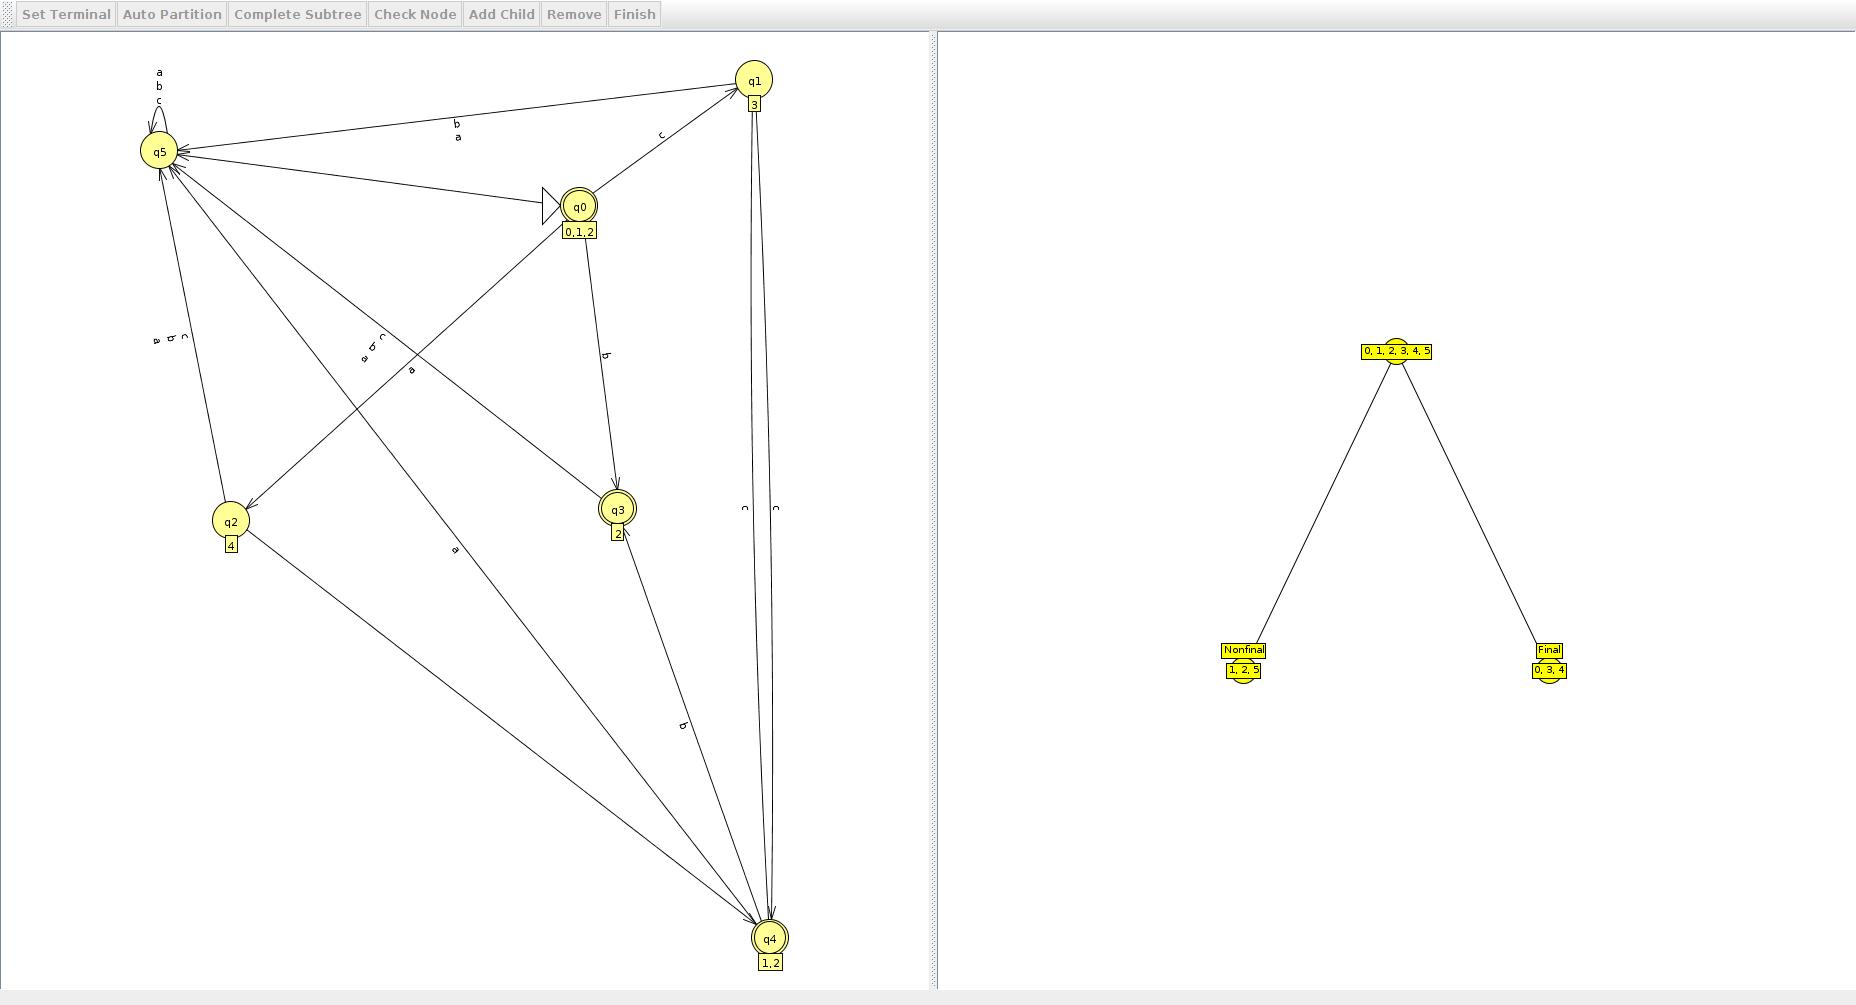 Set Terminal Auto Partition Complete Subtree Check Node Add Child Remove Finish
a
b
c
q5
b
a
q1
3
c
q0
0,1,2
a
b
c
a
b
c
a
b
q2
4
a
q3
2
c
c
b
q4
1,2
0, 1, 2, 3, 4, 5
Nonfinal
1, 2, 5
Final
0, 3, 4